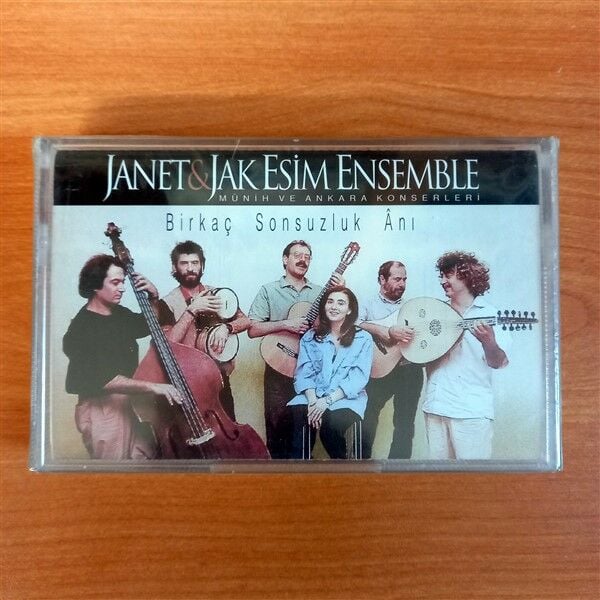 JANET & JAK ESİM ENSEMBLE
MÜNİH VE ANKARA KONSERLERİ
Birkaç Sonsuzluk Ânı